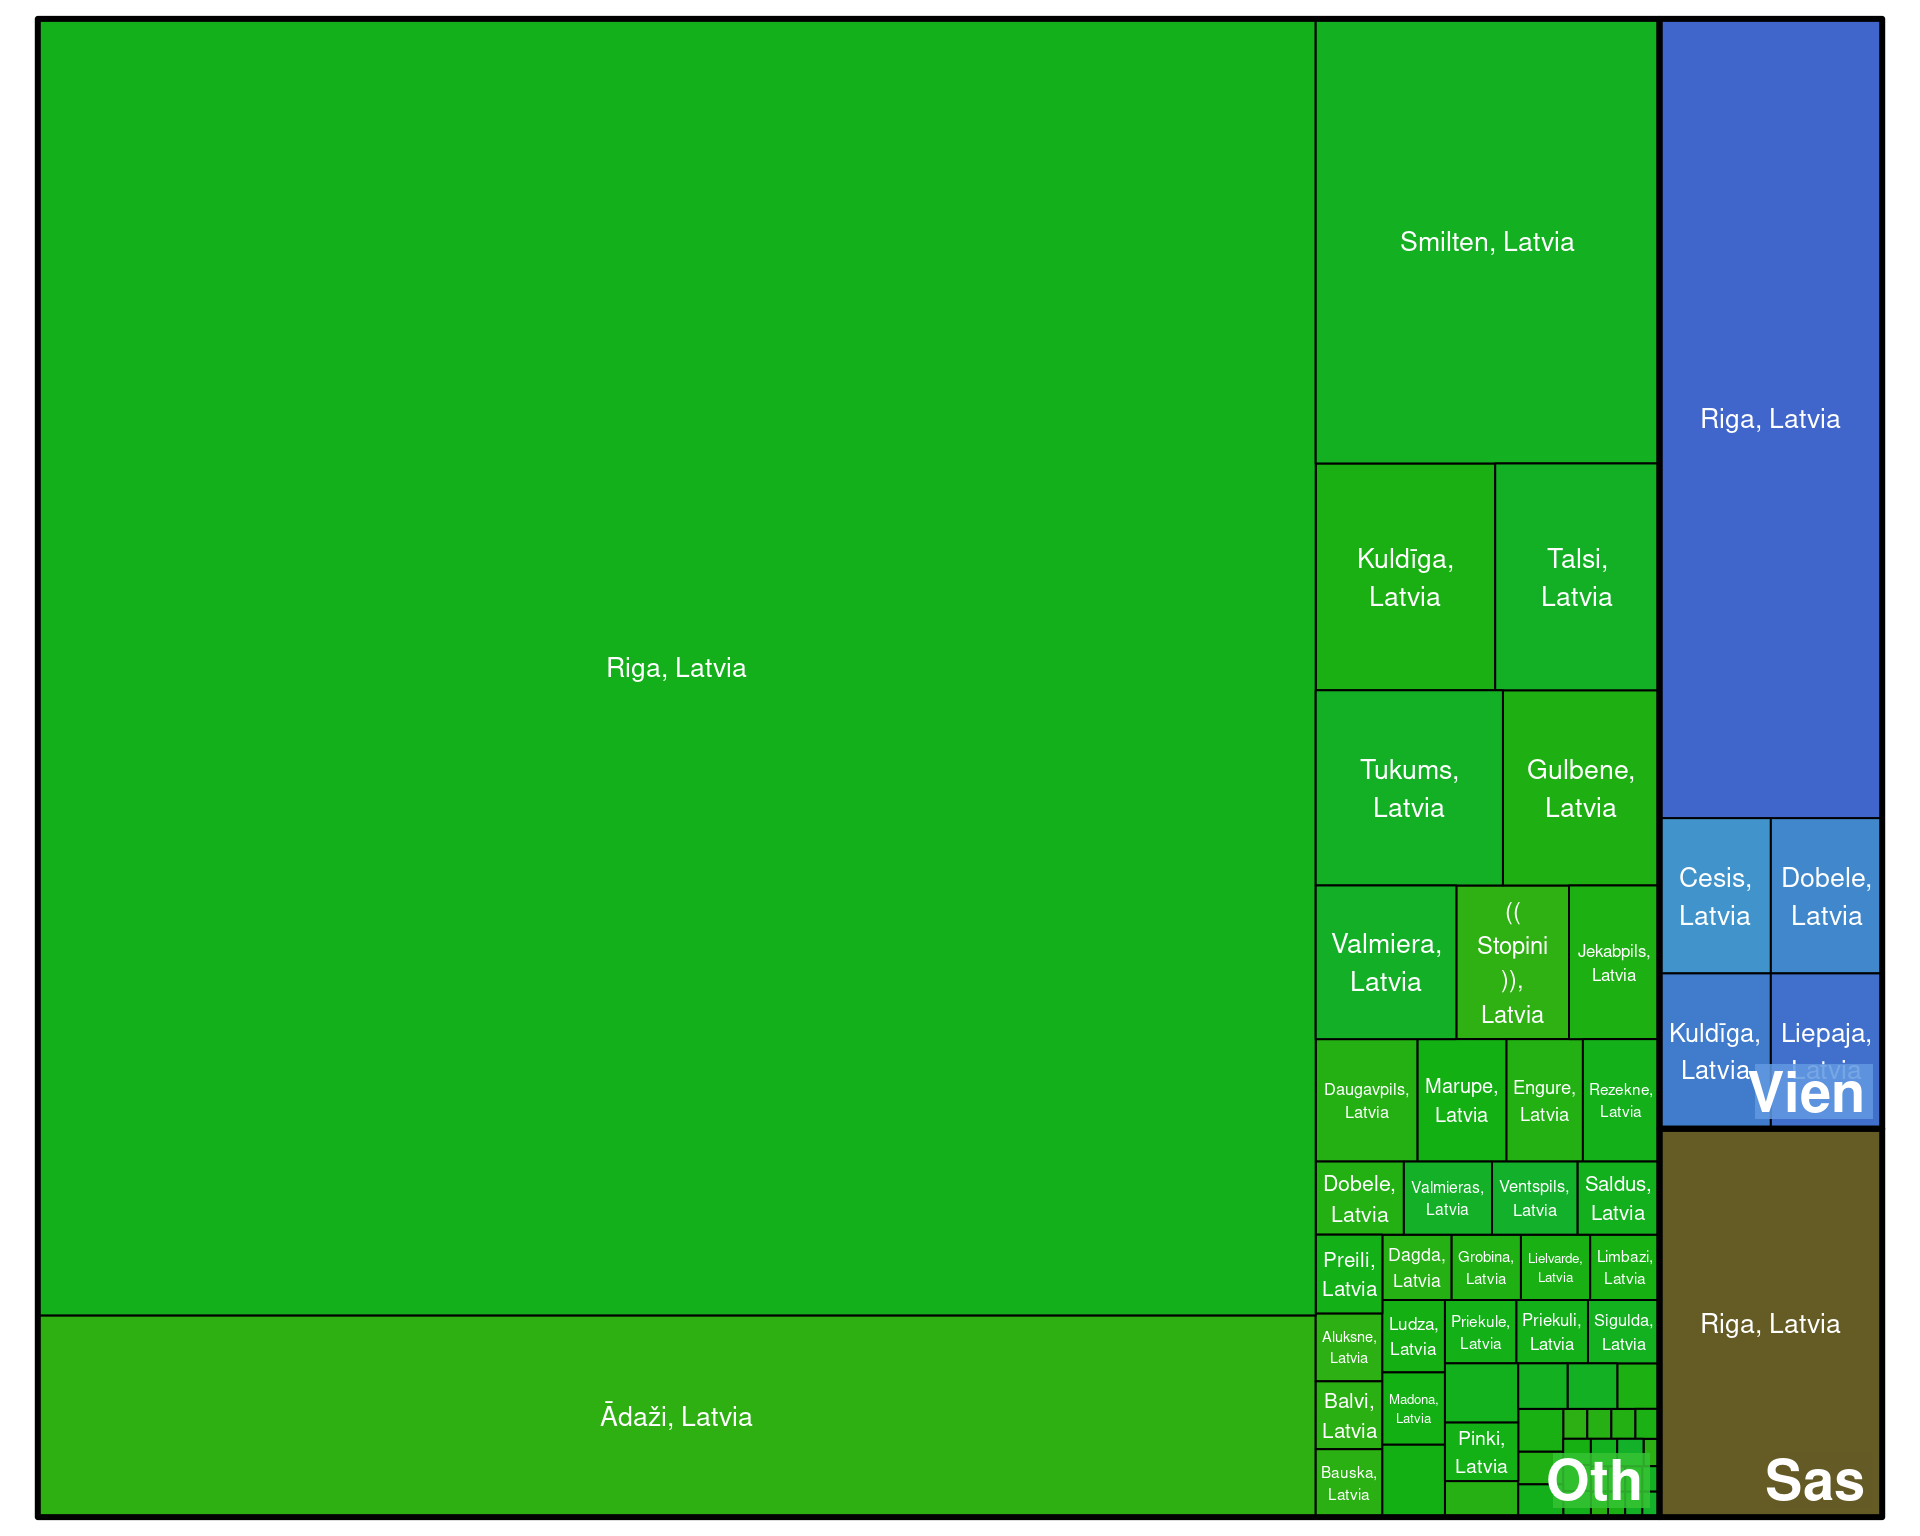 Riga, Latvia
Ādaži, Latvia
Smilten, Latvia
Kuldīga,
Latvia
Talsi,
Latvia
Tukums,
Latvia
Gulbene,
Latvia
Valmiera,
Latvia
((
Stopini
)),
Latvia
Jekabpils,
Latvia
Daugavpils,
Latvia
Marupe,
Latvia
Engure,
Latvia
Rezekne,
Latvia
Dobele,
Latvia
Valmieras,
Latvia
Ventspils,
Latvia
Saldus,
Latvia
Preili,
Latvia
Dagda,
Latvia
Grobina,
Latvia
Lielvarde,
Latvia
Limbazi,
Latvia
Aluksne,
Latvia
Ludza,
Latvia
Priekule,
Latvia
Priekuli,
Latvia
Sigulda,
Latvia
Balvi,
Latvia
Madona,
Latvia
Bauska,
Latvia
Pinki,
Latvia
Oth
Riga, Latvia
Cesis,
Latvia
Dobele,
Latvia
Kuldīga,
Latvia
Liepaja,
Latvia
Vien
Riga, Latvia
Sas